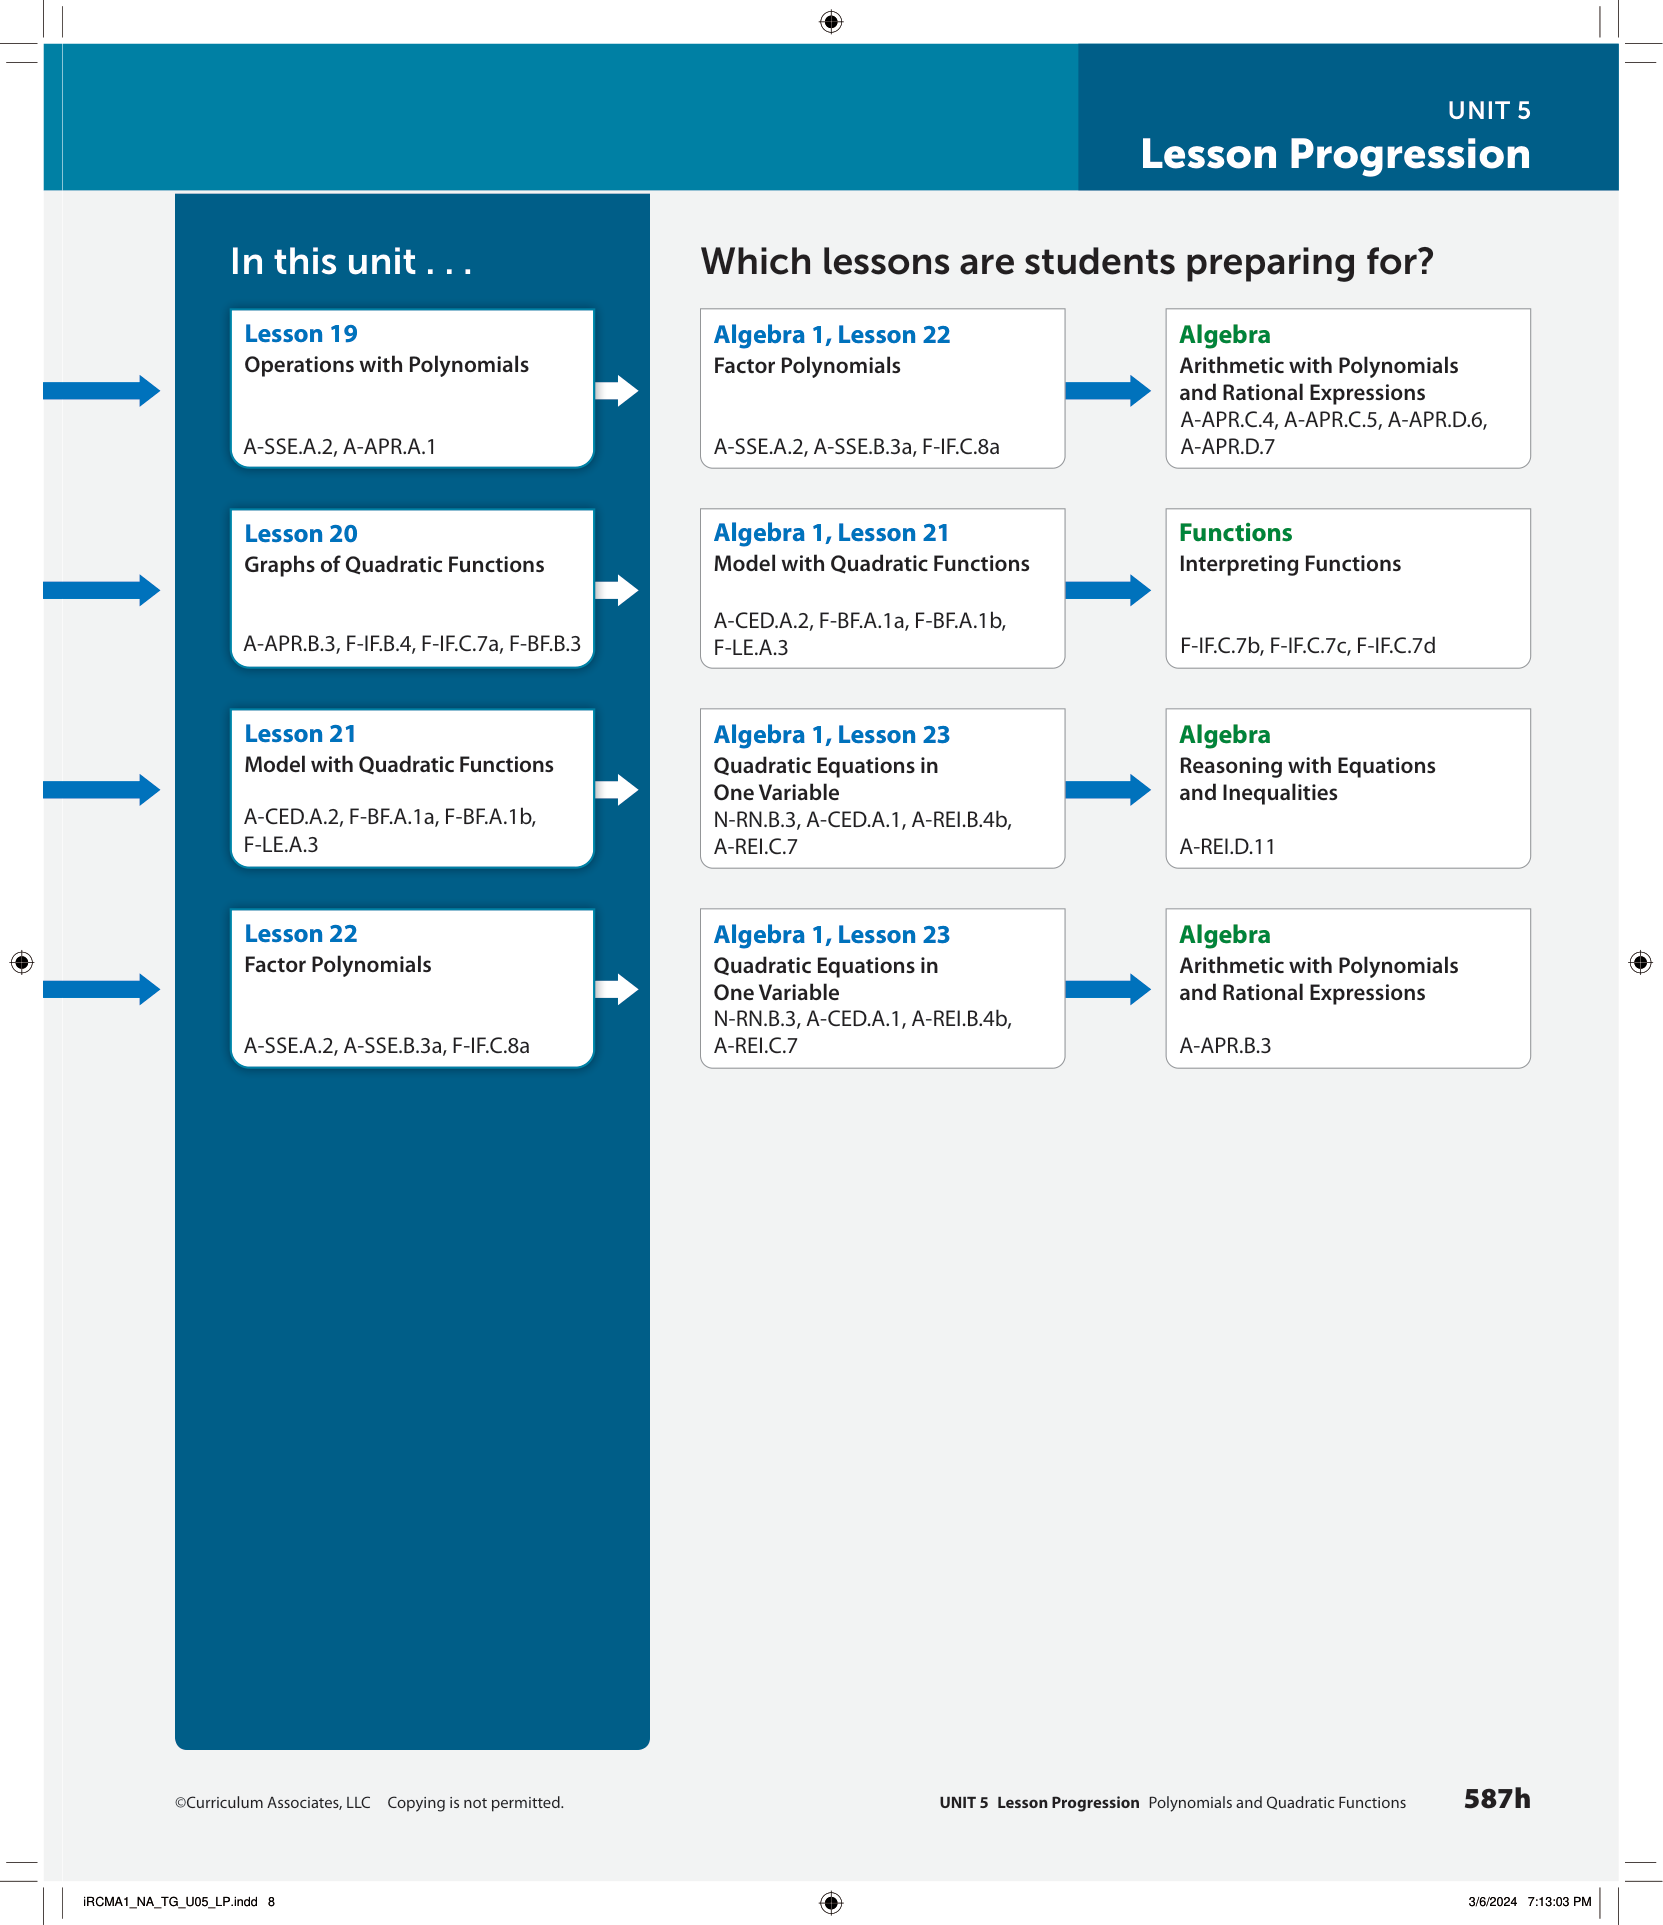 UNIT 5
Lesson Progression
In this unit . . .
Which lessons are students preparing for?
Lesson 19
Operations with Polynomials
A-SSE.A.2, A-APR.A.1
Algebra 1, Lesson 22
Factor Polynomials
A-SSE.A.2, A-SSE.B.3a, F-IF.C.8a
Algebra
Arithmetic with Polynomials
and Rational Expressions
A-APR.C.4, A-APR.C.5, A-APR.D.6,
A-APR.D.7
Lesson 20
Graphs of Quadratic Functions
A-APR.B.3, F-IF.B.4, F-IF.C.7a, F-BF.B.3
Algebra 1, Lesson 21
Model with Quadratic Functions
A-CED.A.2, F-BF.A.1a, F-BF.A.1b,
F-LE.A.3
Functions
Interpreting Functions
F-IF.C.7b, F-IF.C.7c, F-IF.C.7d
Lesson 21
Model with Quadratic Functions
A-CED.A.2, F-BF.A.1a, F-BF.A.1b,
F-LE.A.3
Algebra 1, Lesson 23
Quadratic Equations in
One Variable
N-RN.B.3, A-CED.A.1, A-REI.B.4b,
A-REI.C.7
Algebra
Reasoning with Equations
and Inequalities
A-REI.D.11
Lesson 22
Factor Polynomials
A-SSE.A.2, A-SSE.B.3a, F-IF.C.8a
Algebra 1, Lesson 23
Quadratic Equations in
One Variable
N-RN.B.3, A-CED.A.1, A-REI.B.4b,
A-REI.C.7
Algebra
Arithmetic with Polynomials
and Rational Expressions
A-APR.B.3
©Curriculum Associates, LLC Copying is not permitted.
UNIT 5 Lesson Progression Polynomials and Quadratic Functions 587h
iRCMA1_NA_TG_U05_LP.indd 8
3/6/2024 7:13:03 PM